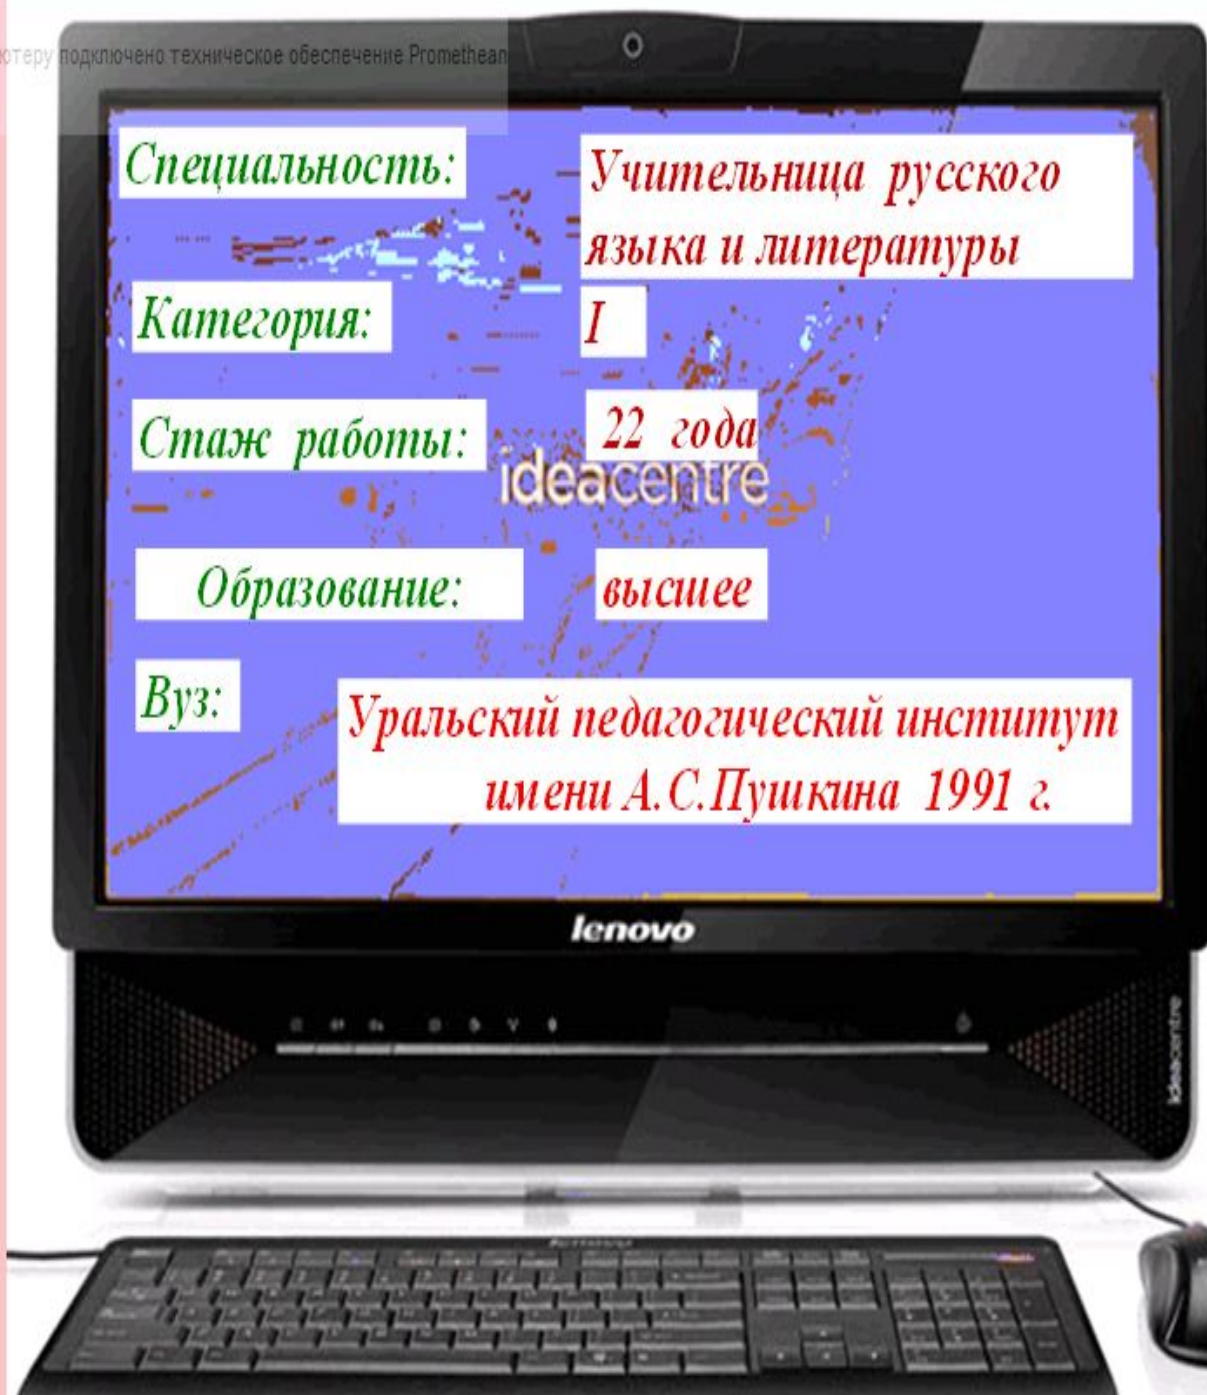 подключено техническое обеспечение Promethean
Специальность:
Учительница русского
языка и литературы
Категория:
I
Стаж работы:
22 года
ideacentre
Образование:
высшее
Вуз:
Уральский педагогический институт
имени А.С.Пушкина 1991 г.
lenovo
ideacentre
lenovo